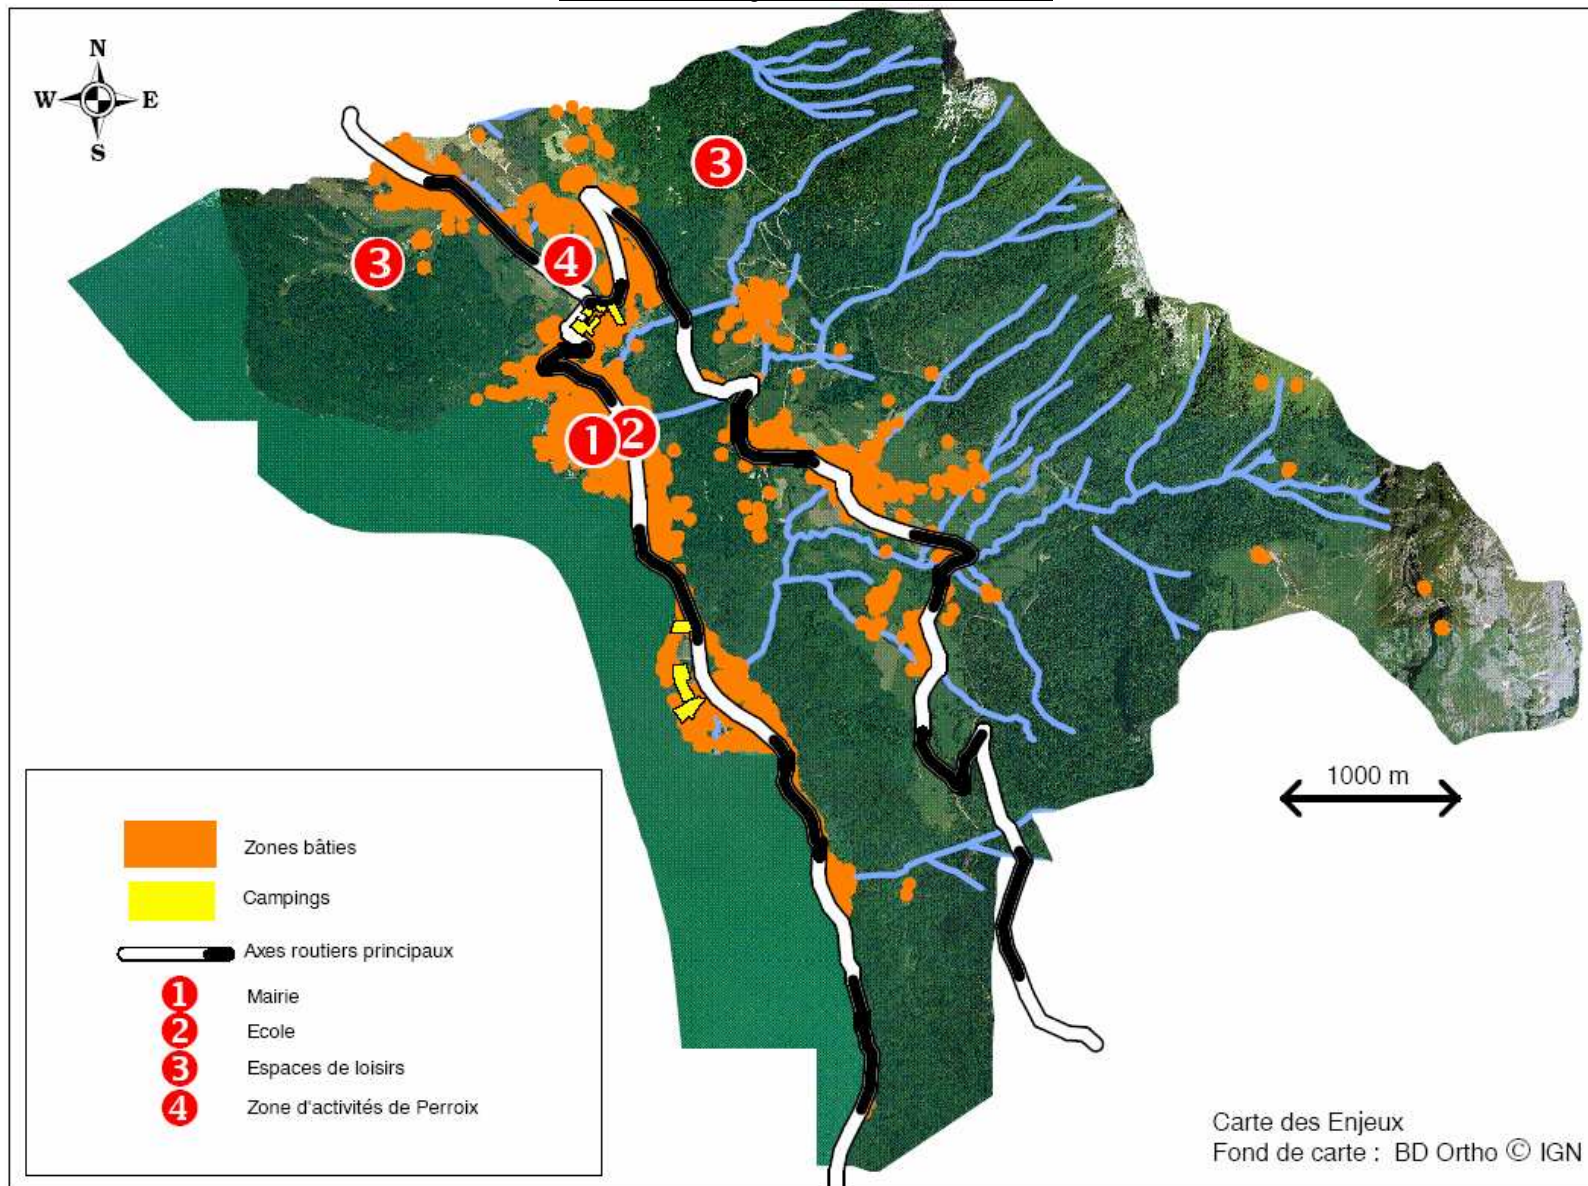 N
W E
S
3
3
4
1 2
1000 m
Zones bâties
Campings
Axes routiers principaux
1 Mairie
2 Ecole
3 Espaces de loisirs
4 Zone d'activités de Perroix
Carte des Enjeux
Fond de carte : BD Ortho © IGN